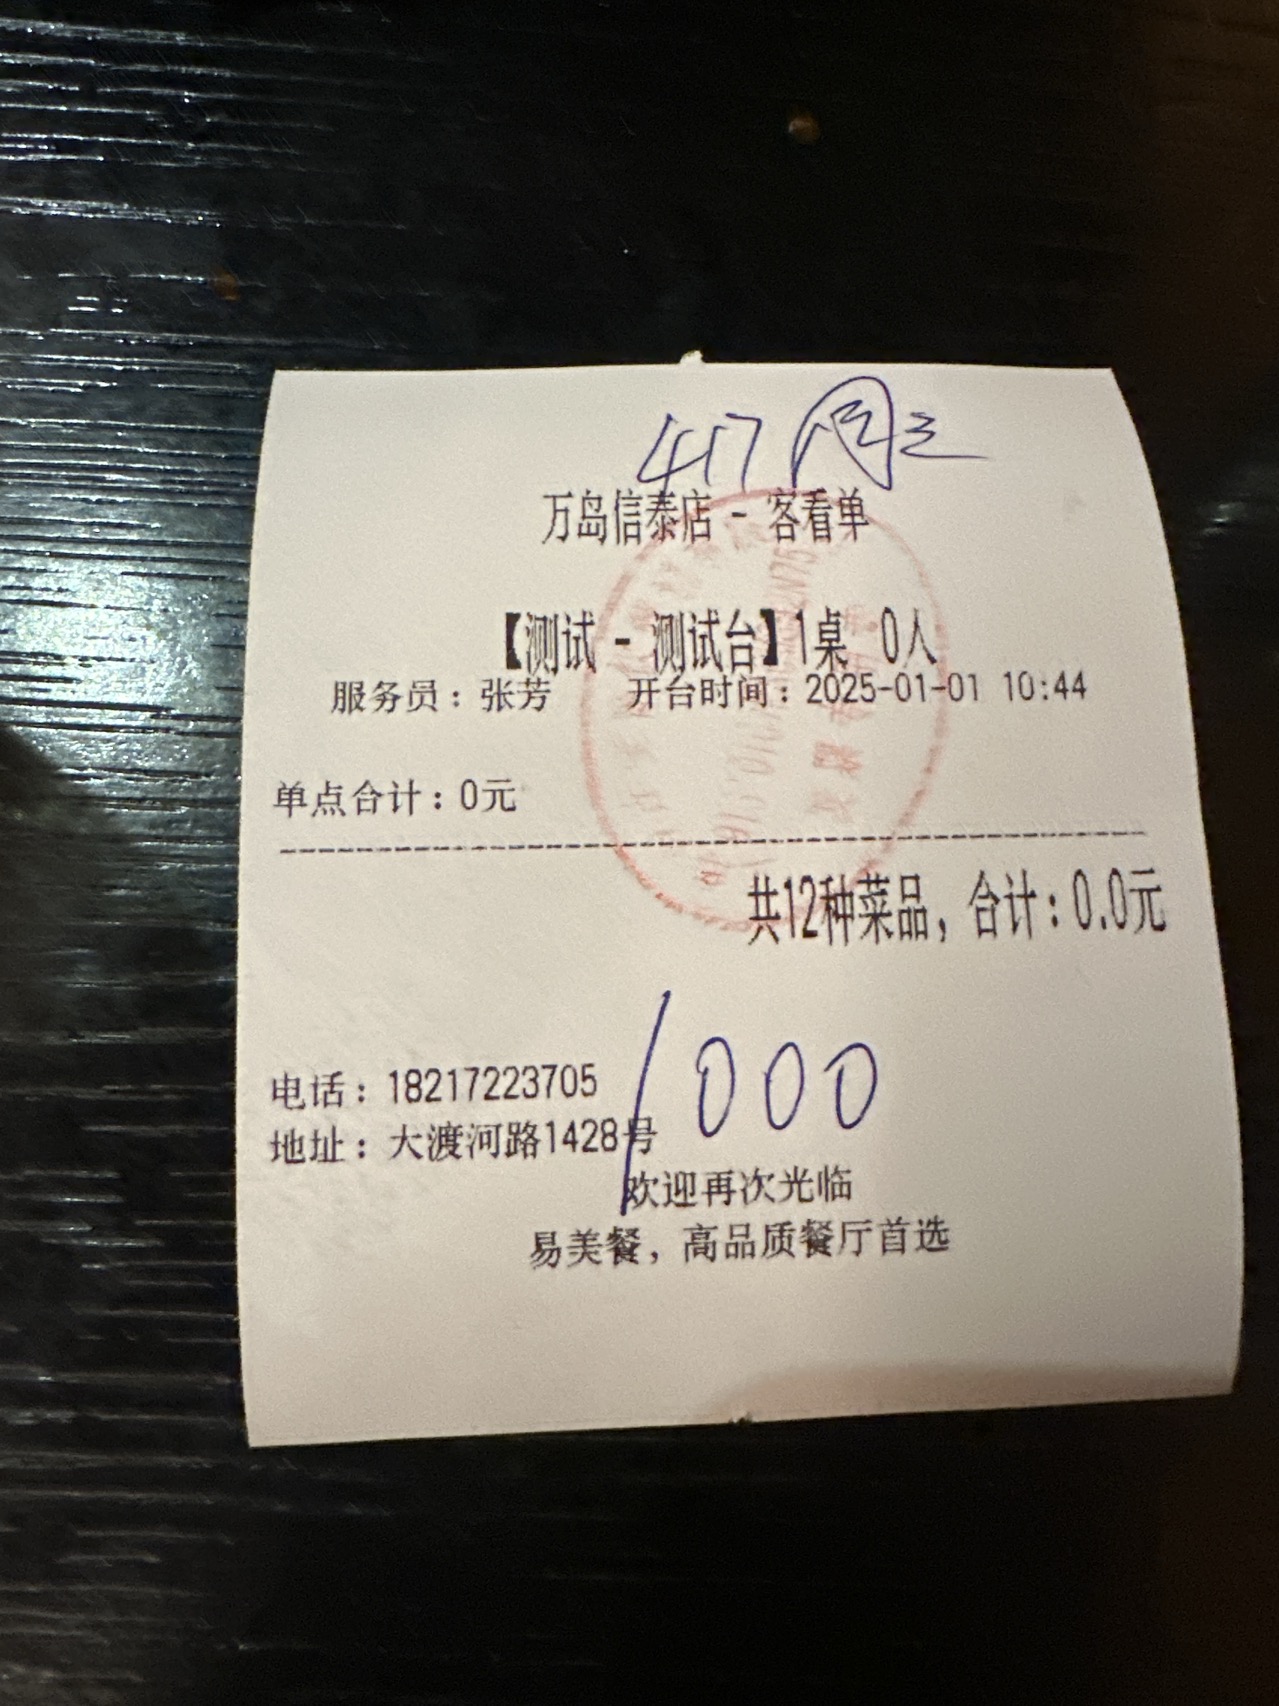 417 周三
万岛信泰店 - 客看单
【测试 - 测试台】1桌 0人
服务员：张芳 开台时间：2025-01-01 10:44
单点合计：0元
共12种菜品，合计：0.0元
1000
电话：18217223705
地址：大渡河路1428号
欢迎再次光临
易美餐，高品质餐厅首选